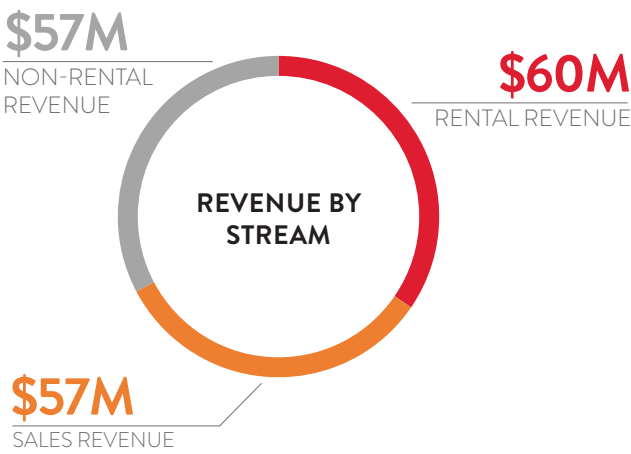 $57M
NON-RENTAL
REVENUE
$60M
RENTAL REVENUE
REVENUE BY
STREAM
$57M
SALES REVENUE